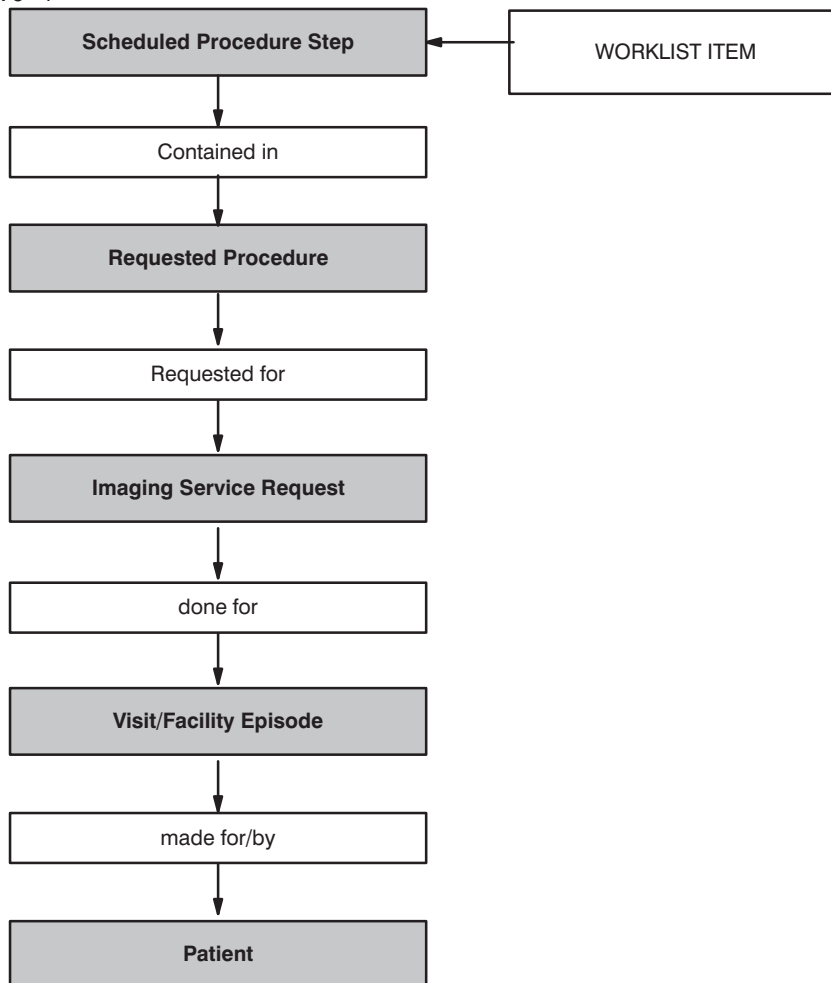 Scheduled Procedure Step
WORKLIST ITEM
Contained in
Requested Procedure
Requested for
Imaging Service Request
done for
Visit/Facility Episode
made for/by
Patient